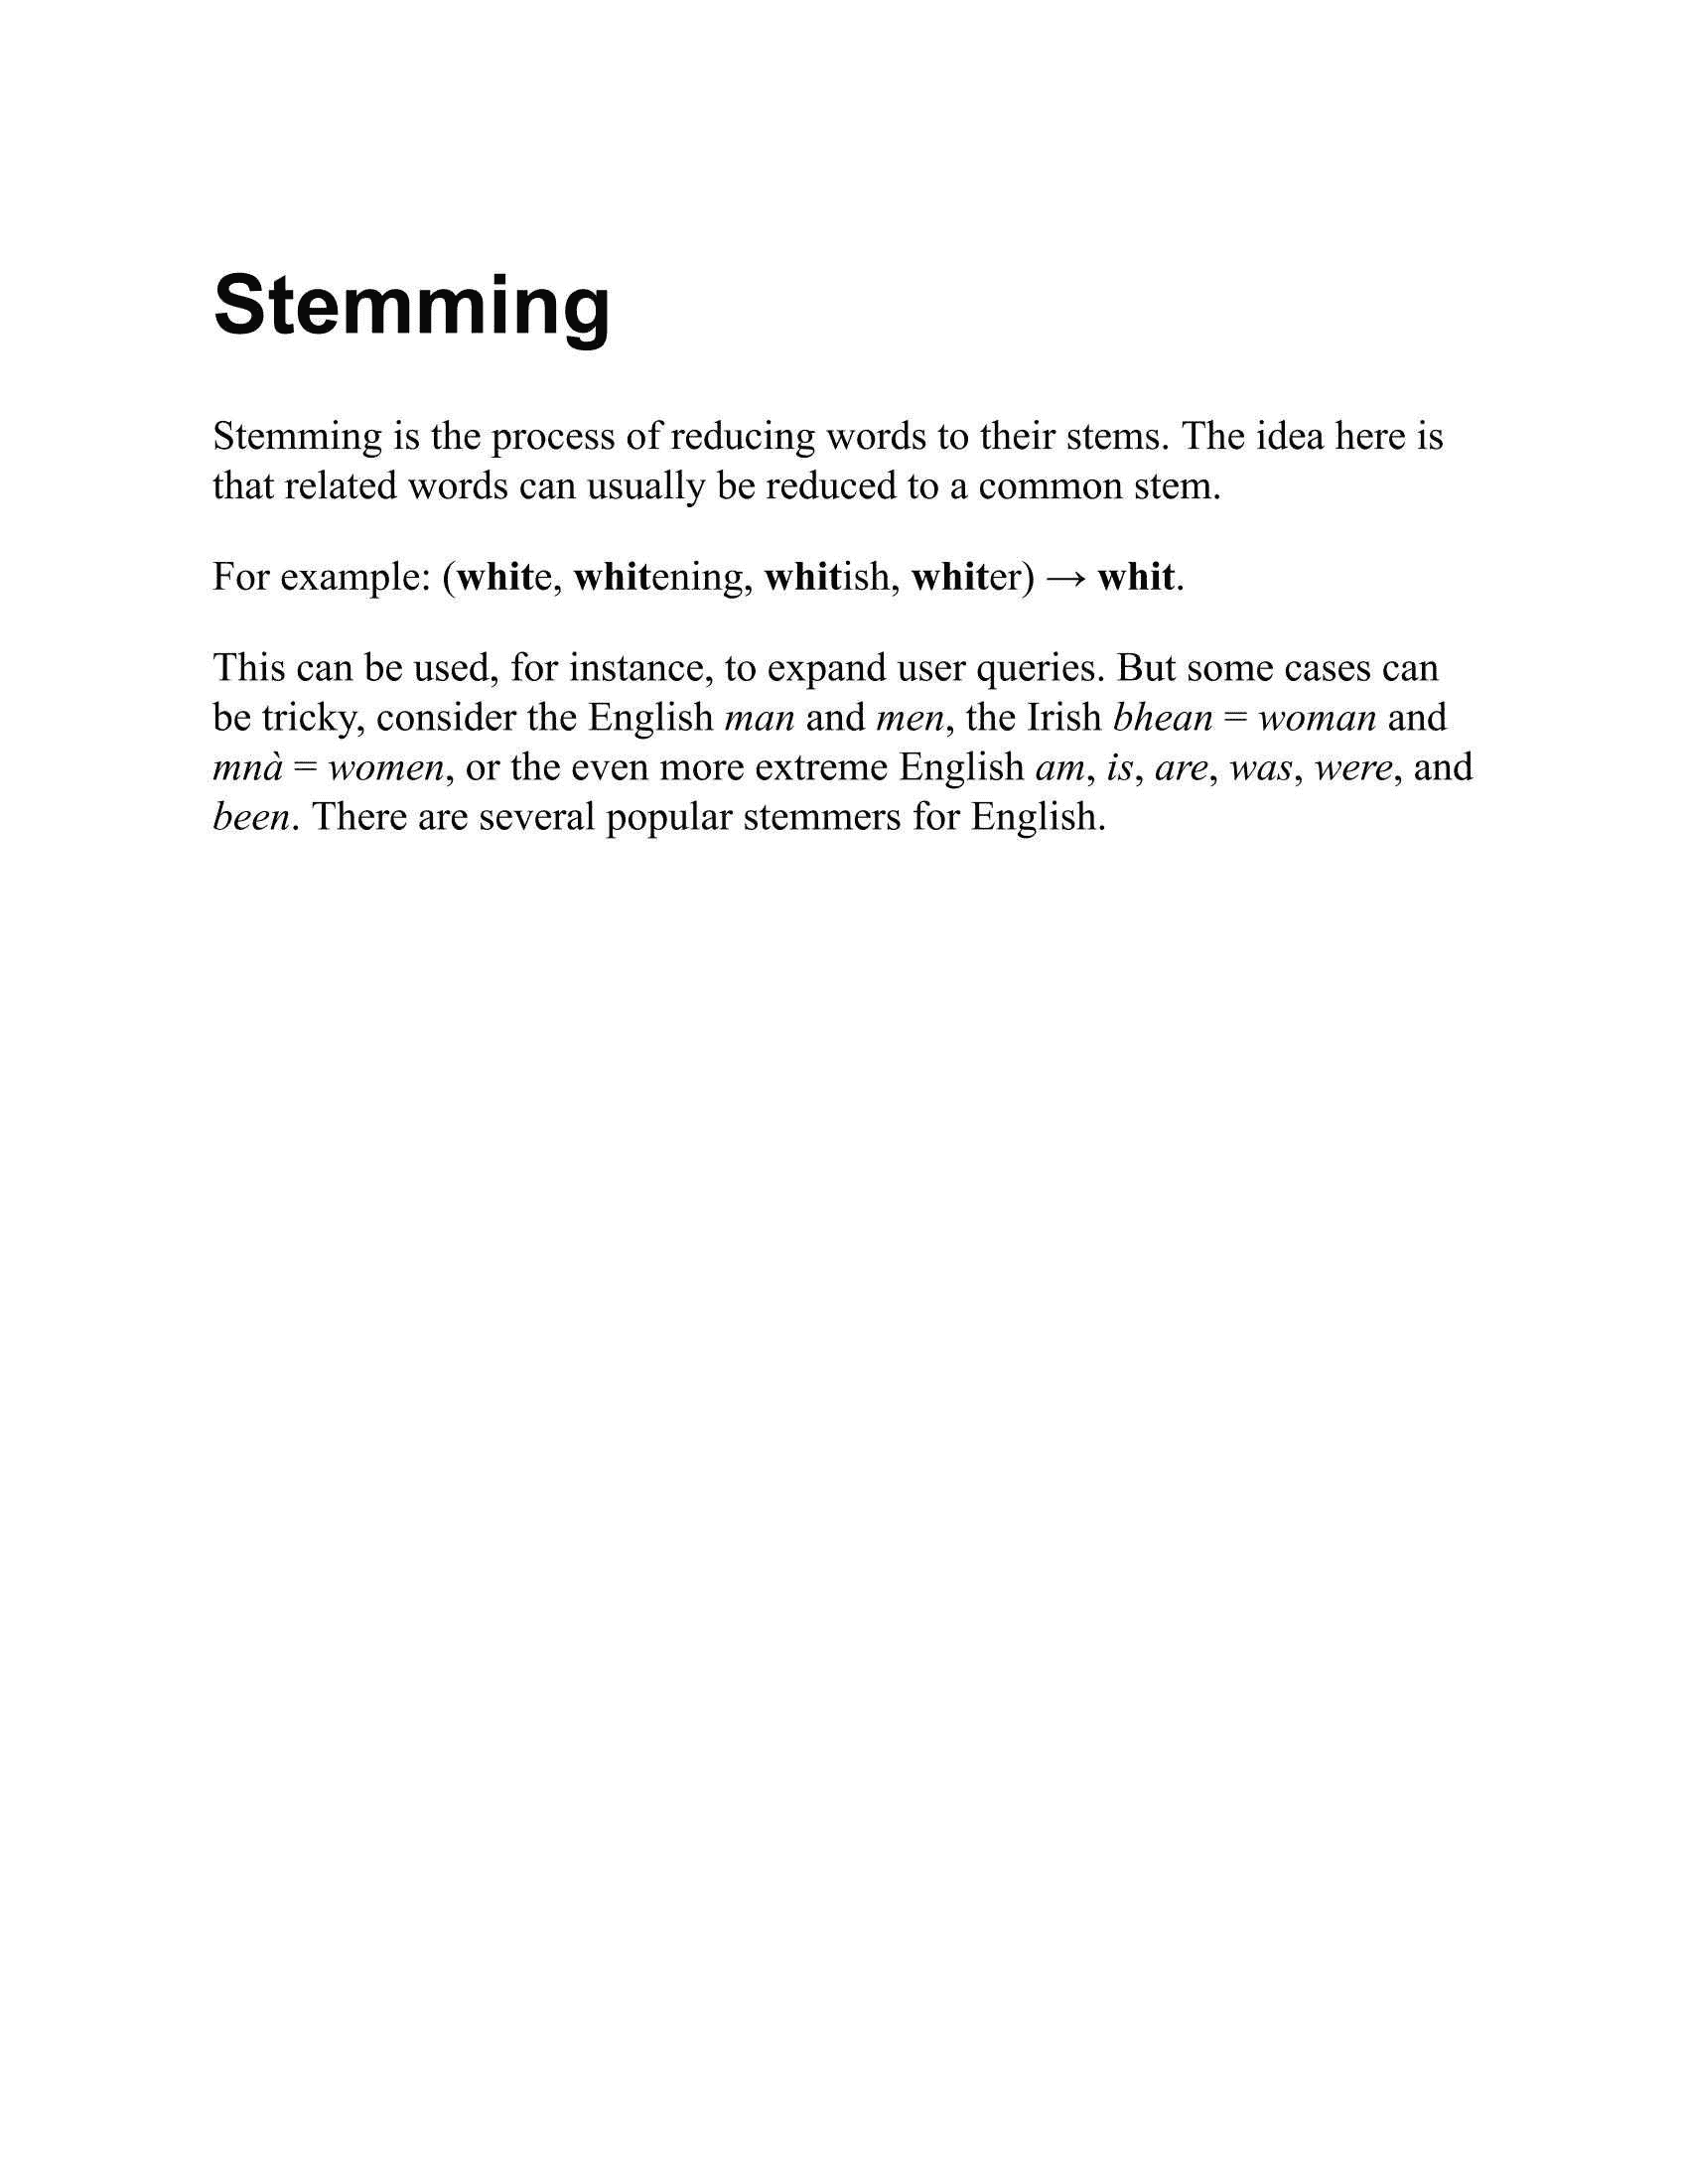 Stemming
Stemming is the process of reducing words to their stems. The idea here is
that related words can usually be reduced to a common stem.
For example: (white, whitening, whitish, whiter) → whit.
This can be used, for instance, to expand user queries. But some cases can
be tricky, consider the English man and men, the Irish bhean = woman and
mnà = women, or the even more extreme English am, is, are, was, were, and
been. There are several popular stemmers for English.